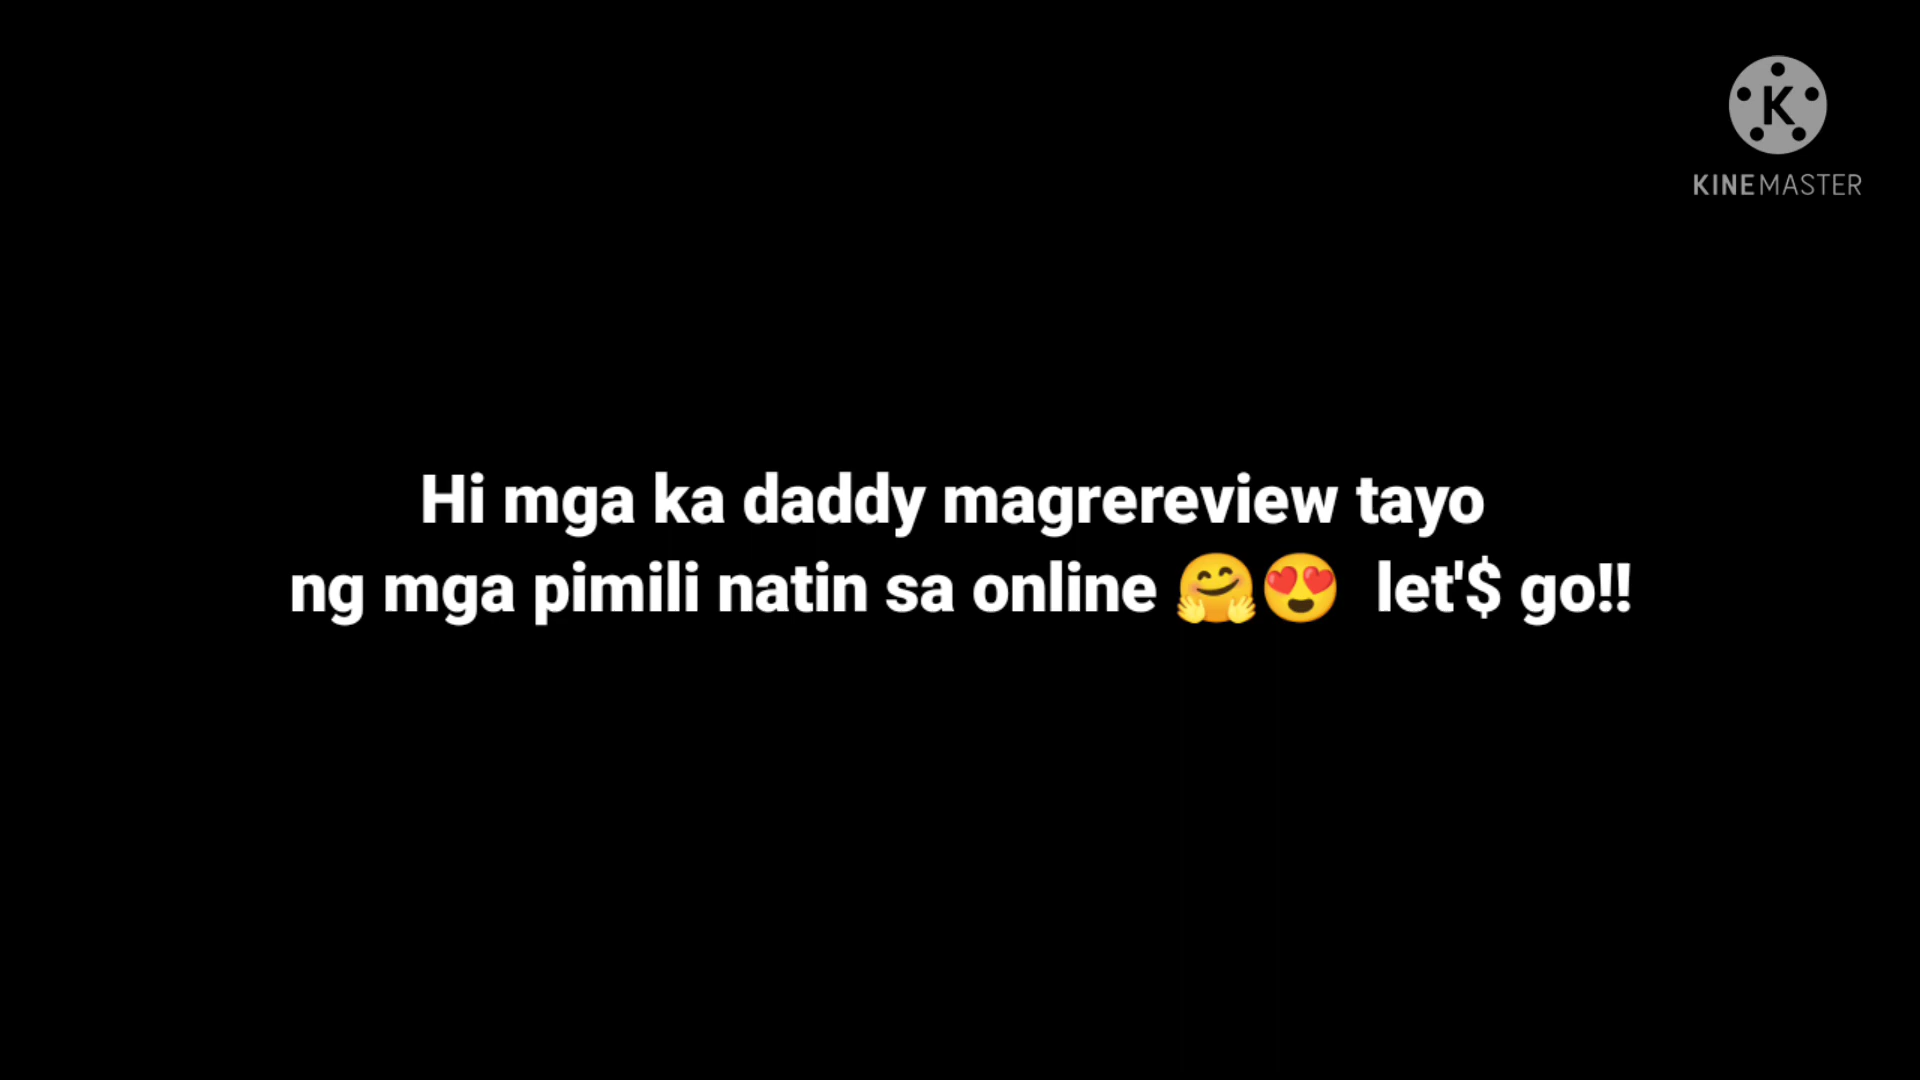 K
KINEMASTER
Hi mga ka daddy magrereview tayo
ng mga pimili natin sa online 🤗😍 let'$ go!!